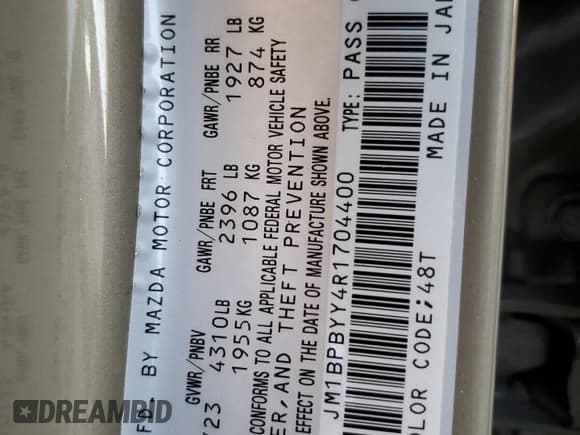 FD. BY MAZDA MOTOR CORPORATION
GVWR/PNBV GAWR/PNBE FRT GAWR/PNBE RR
/23 4310LB 2396 LB 1927 LB
1955KG 1087 KG 874 KG
CONFORMS TO ALL APPLICABLE FEDERAL MOTOR VEHICLE SAFETY
ER, AND THEFT PREVENTION
EFFECT ON THE DATE OF MANUFACTURE SHOWN ABOVE.
JM1BPBYY4R1704400 TYPE: PASS
OLOR CODE;48T MADE IN JA
DREAMBID